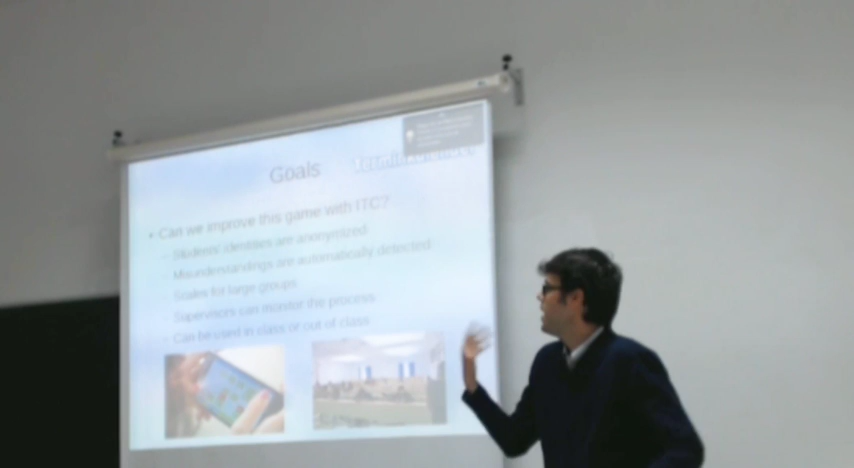 Goals
• Can we improve this game with ITC?
– Students' identities are anonymized
– Misunderstandings are automatically detected
– Scales for large groups
– Supervisors can monitor the process
– Can be used in class or out of class